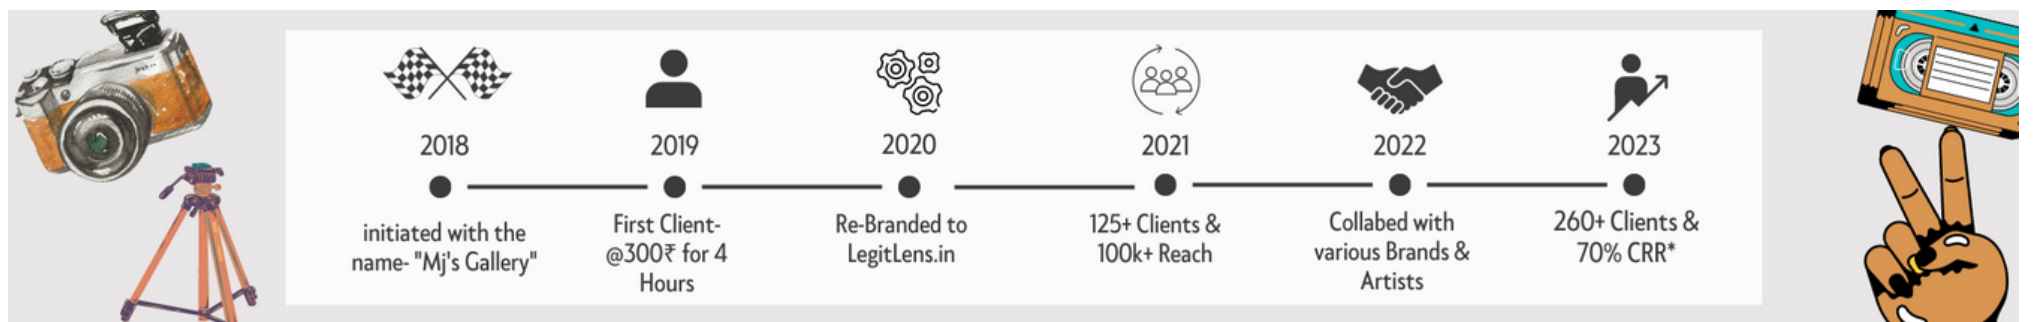 2018
initiated with the
name- "Mj's Gallery"
2019
First Client-
@300₹ for 4
Hours
2020
Re-Branded to
LegitLens.in
2021
125+ Clients &
100k+ Reach
2022
Collabed with
various Brands &
Artists
2023
260+ Clients &
70% CRR*